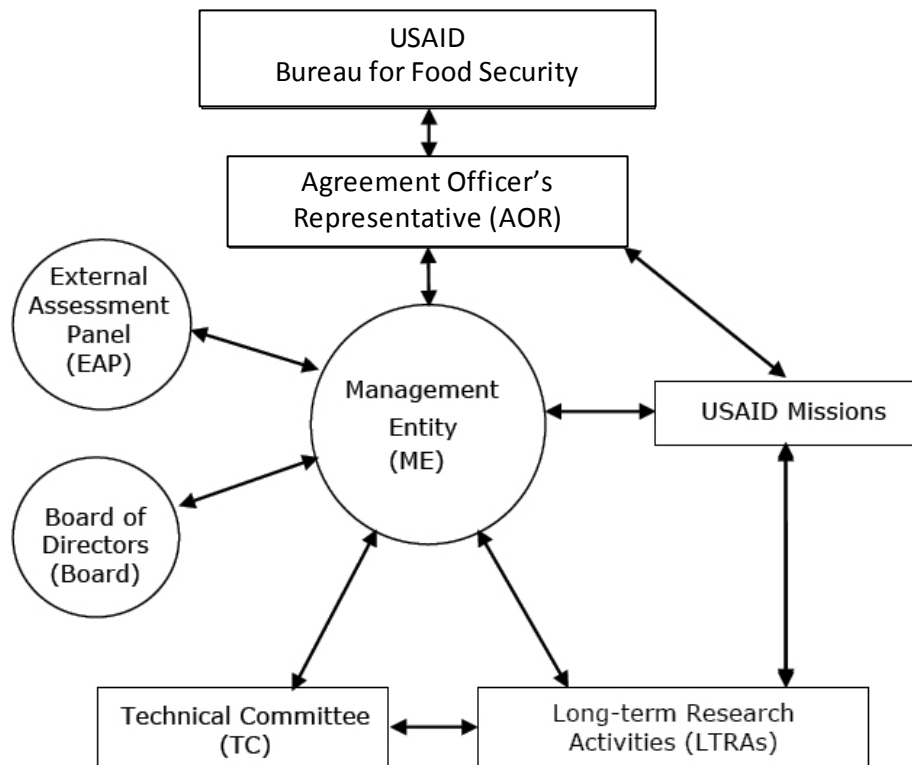 USAID
Bureau for Food Security
Agreement Officer's
Representative (AOR)
External
Assessment
Panel
(EAP)
Management
Entity
(ME)
USAID Missions
Board of
Directors
(Board)
Technical Committee
(TC)
Long-term Research
Activities (LTRAs)